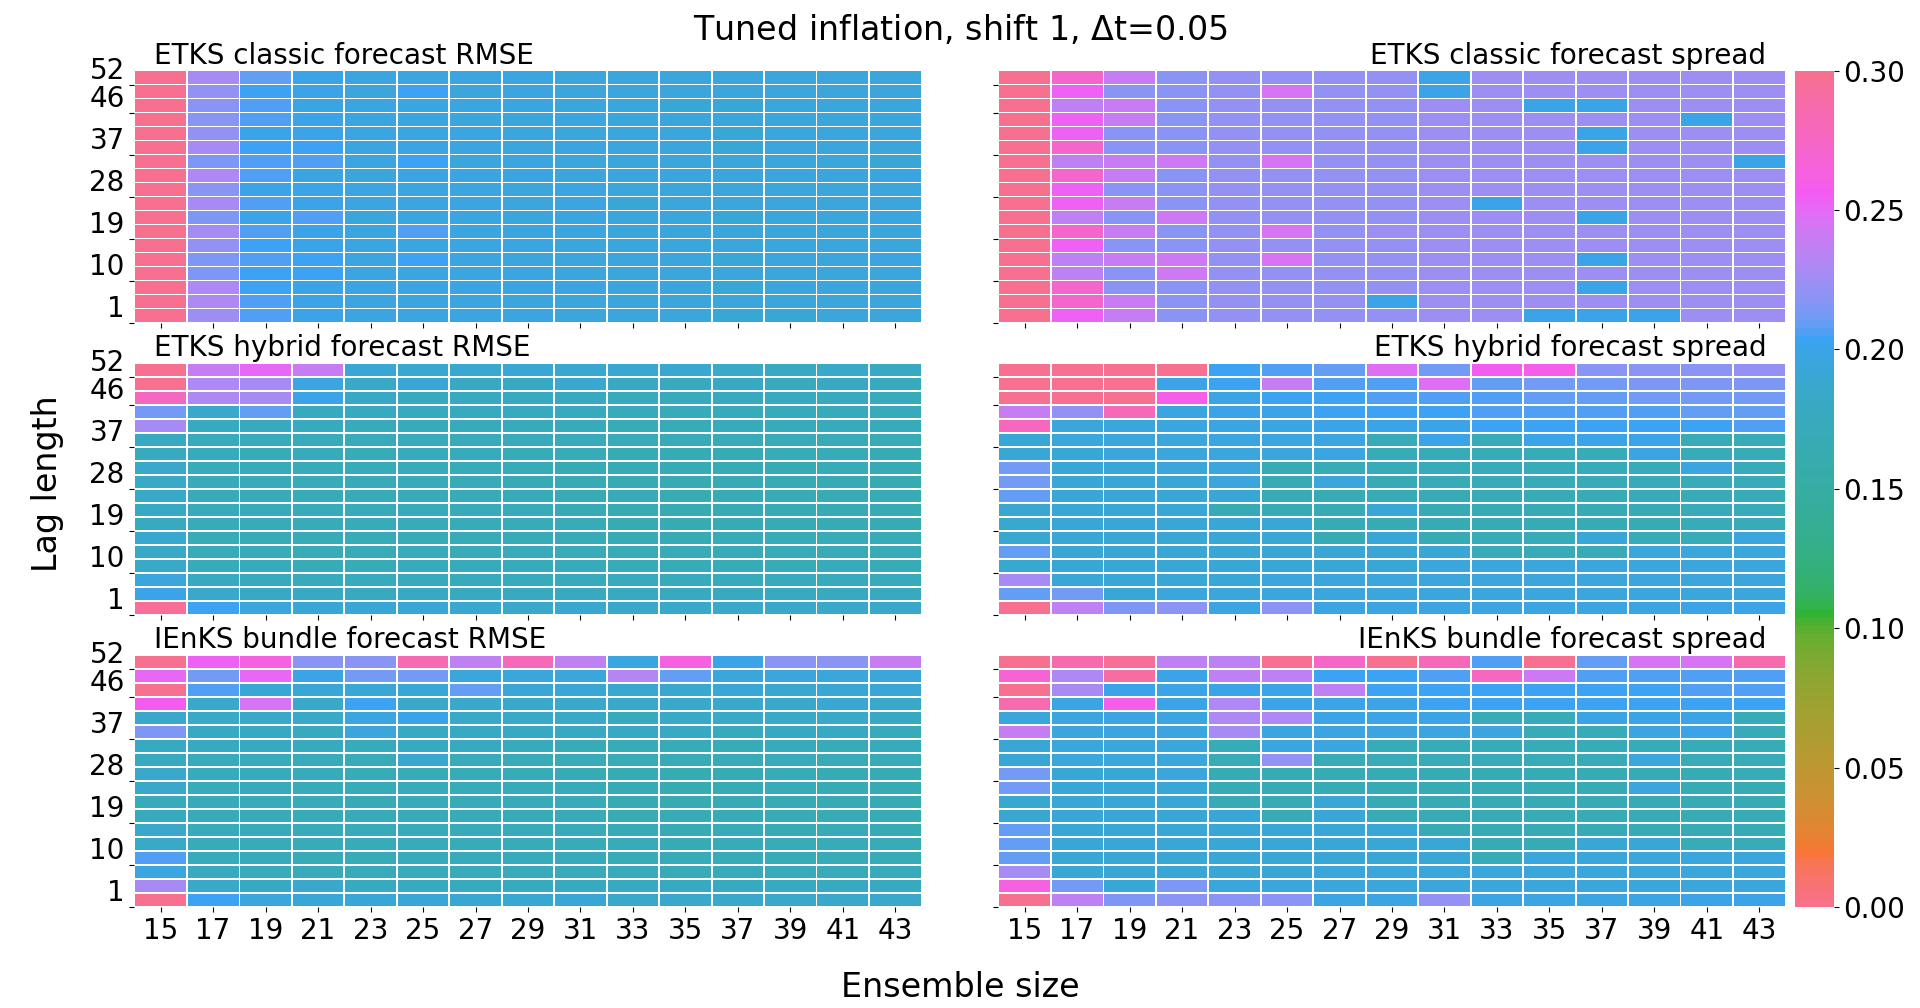 Tuned inflation, shift 1, Δt=0.05
ETKS classic forecast RMSE
ETKS classic forecast spread
52
46
37
28
19
10
1
ETKS hybrid forecast RMSE
ETKS hybrid forecast spread
52
46
37
28
19
10
1
IEnKS bundle forecast RMSE
IEnKS bundle forecast spread
52
46
37
28
19
10
1
15 17 19 21 23 25 27 29 31 33 35 37 39 41 43
15 17 19 21 23 25 27 29 31 33 35 37 39 41 43
0.30
0.25
0.20
0.15
0.10
0.05
0.00
Lag length
Ensemble size